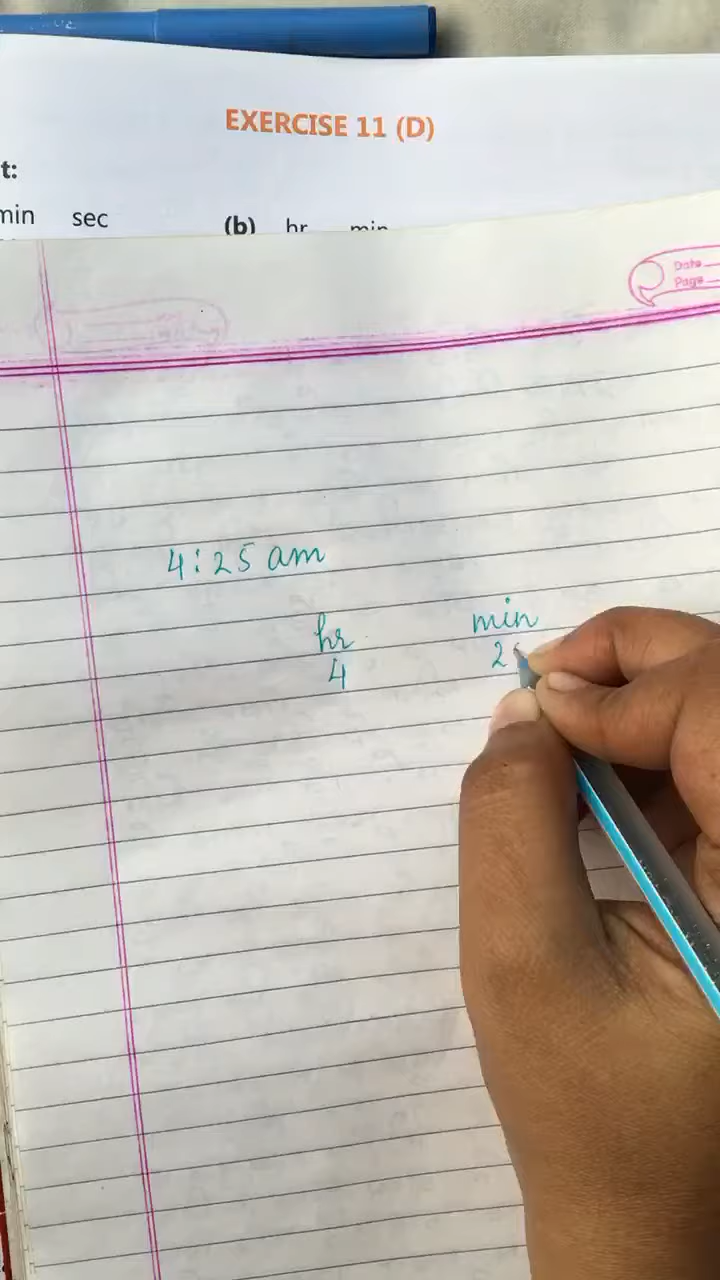 EXERCISE 11 (D)
t:
min sec
(b) hr min
Date
Page
4:25 am
hr min
4 2